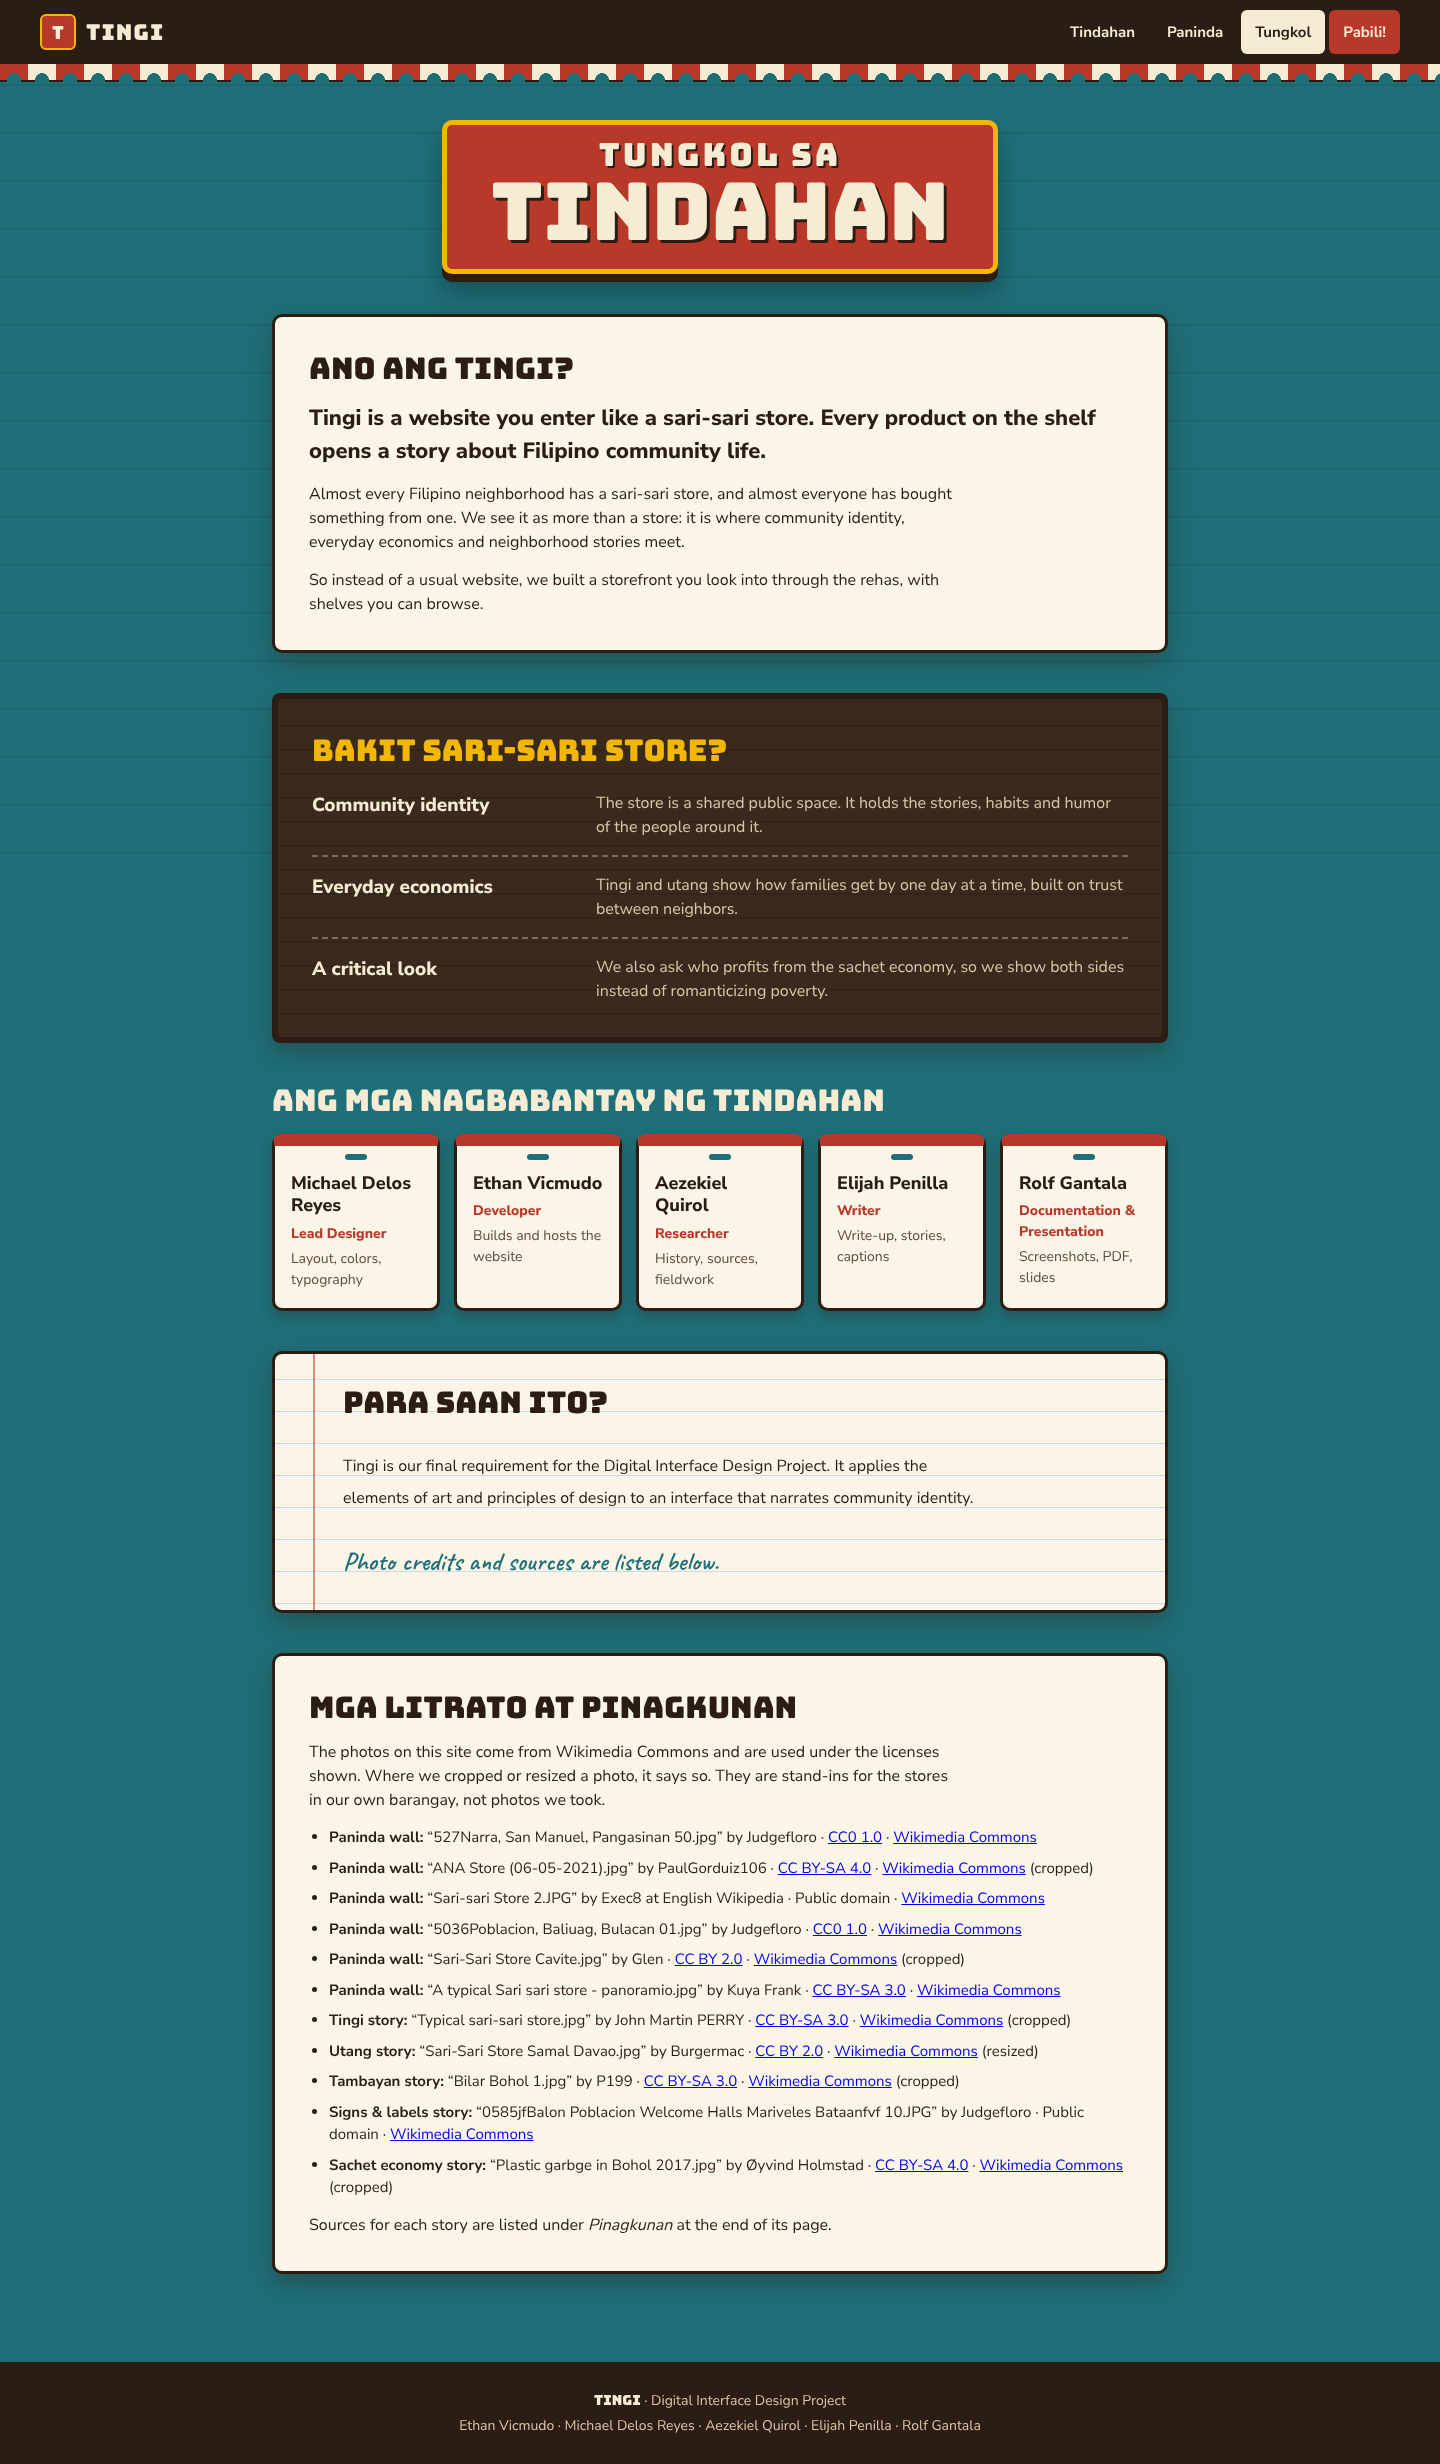 T TINGI
Tindahan Paninda Tungkol Pabili!
TUNGKOL SA
TINDAHAN
ANO ANG TINGI?
Tingi is a website you enter like a sari-sari store. Every product on the shelf
opens a story about Filipino community life.
Almost every Filipino neighborhood has a sari-sari store, and almost everyone has bought
something from one. We see it as more than a store: it is where community identity,
everyday economics and neighborhood stories meet.
So instead of a usual website, we built a storefront you look into through the rehas, with
shelves you can browse.
BAKIT SARI-SARI STORE?
Community identity
The store is a shared public space. It holds the stories, habits and humor
of the people around it.
Everyday economics
Tingi and utang show how families get by one day at a time, built on trust
between neighbors.
A critical look
We also ask who profits from the sachet economy, so we show both sides
instead of romanticizing poverty.
ANG MGA NAGBABANTAY NG TINDAHAN
Michael Delos
Reyes
Lead Designer
Layout, colors,
typography
Ethan Vicmudo
Developer
Builds and hosts the
website
Aezekiel
Quirol
Researcher
History, sources,
fieldwork
Elijah Penilla
Writer
Write-up, stories,
captions
Rolf Gantala
Documentation &
Presentation
Screenshots, PDF,
slides
PARA SAAN ITO?
Tingi is our final requirement for the Digital Interface Design Project. It applies the
elements of art and principles of design to an interface that narrates community identity.
Photo credits and sources are listed below.
MGA LITRATO AT PINAGKUNAN
The photos on this site come from Wikimedia Commons and are used under the licenses
shown. Where we cropped or resized a photo, it says so. They are stand-ins for the stores
in our own barangay, not photos we took.
• Paninda wall: “527Narra, San Manuel, Pangasinan 50.jpg” by Judgefloro · CC0 1.0 · Wikimedia Commons
• Paninda wall: “ANA Store (06-05-2021).jpg” by PaulGorduiz106 · CC BY-SA 4.0 · Wikimedia Commons (cropped)
• Paninda wall: “Sari-sari Store 2.JPG” by Exec8 at English Wikipedia · Public domain · Wikimedia Commons
• Paninda wall: “5036Poblacion, Baliuag, Bulacan 01.jpg” by Judgefloro · CC0 1.0 · Wikimedia Commons
• Paninda wall: “Sari-Sari Store Cavite.jpg” by Glen · CC BY 2.0 · Wikimedia Commons (cropped)
• Paninda wall: “A typical Sari sari store - panoramio.jpg” by Kuya Frank · CC BY-SA 3.0 · Wikimedia Commons
• Tingi story: “Typical sari-sari store.jpg” by John Martin PERRY · CC BY-SA 3.0 · Wikimedia Commons (cropped)
• Utang story: “Sari-Sari Store Samal Davao.jpg” by Burgermac · CC BY 2.0 · Wikimedia Commons (resized)
• Tambayan story: “Bilar Bohol 1.jpg” by P199 · CC BY-SA 3.0 · Wikimedia Commons (cropped)
• Signs & labels story: “0585jfBalon Poblacion Welcome Halls Mariveles Bataanfvf 10.JPG” by Judgefloro · Public
domain · Wikimedia Commons
• Sachet economy story: “Plastic garbge in Bohol 2017.jpg” by Øyvind Holmstad · CC BY-SA 4.0 · Wikimedia Commons
(cropped)
Sources for each story are listed under Pinagkunan at the end of its page.
TINGI · Digital Interface Design Project
Ethan Vicmudo · Michael Delos Reyes · Aezekiel Quirol · Elijah Penilla · Rolf Gantala